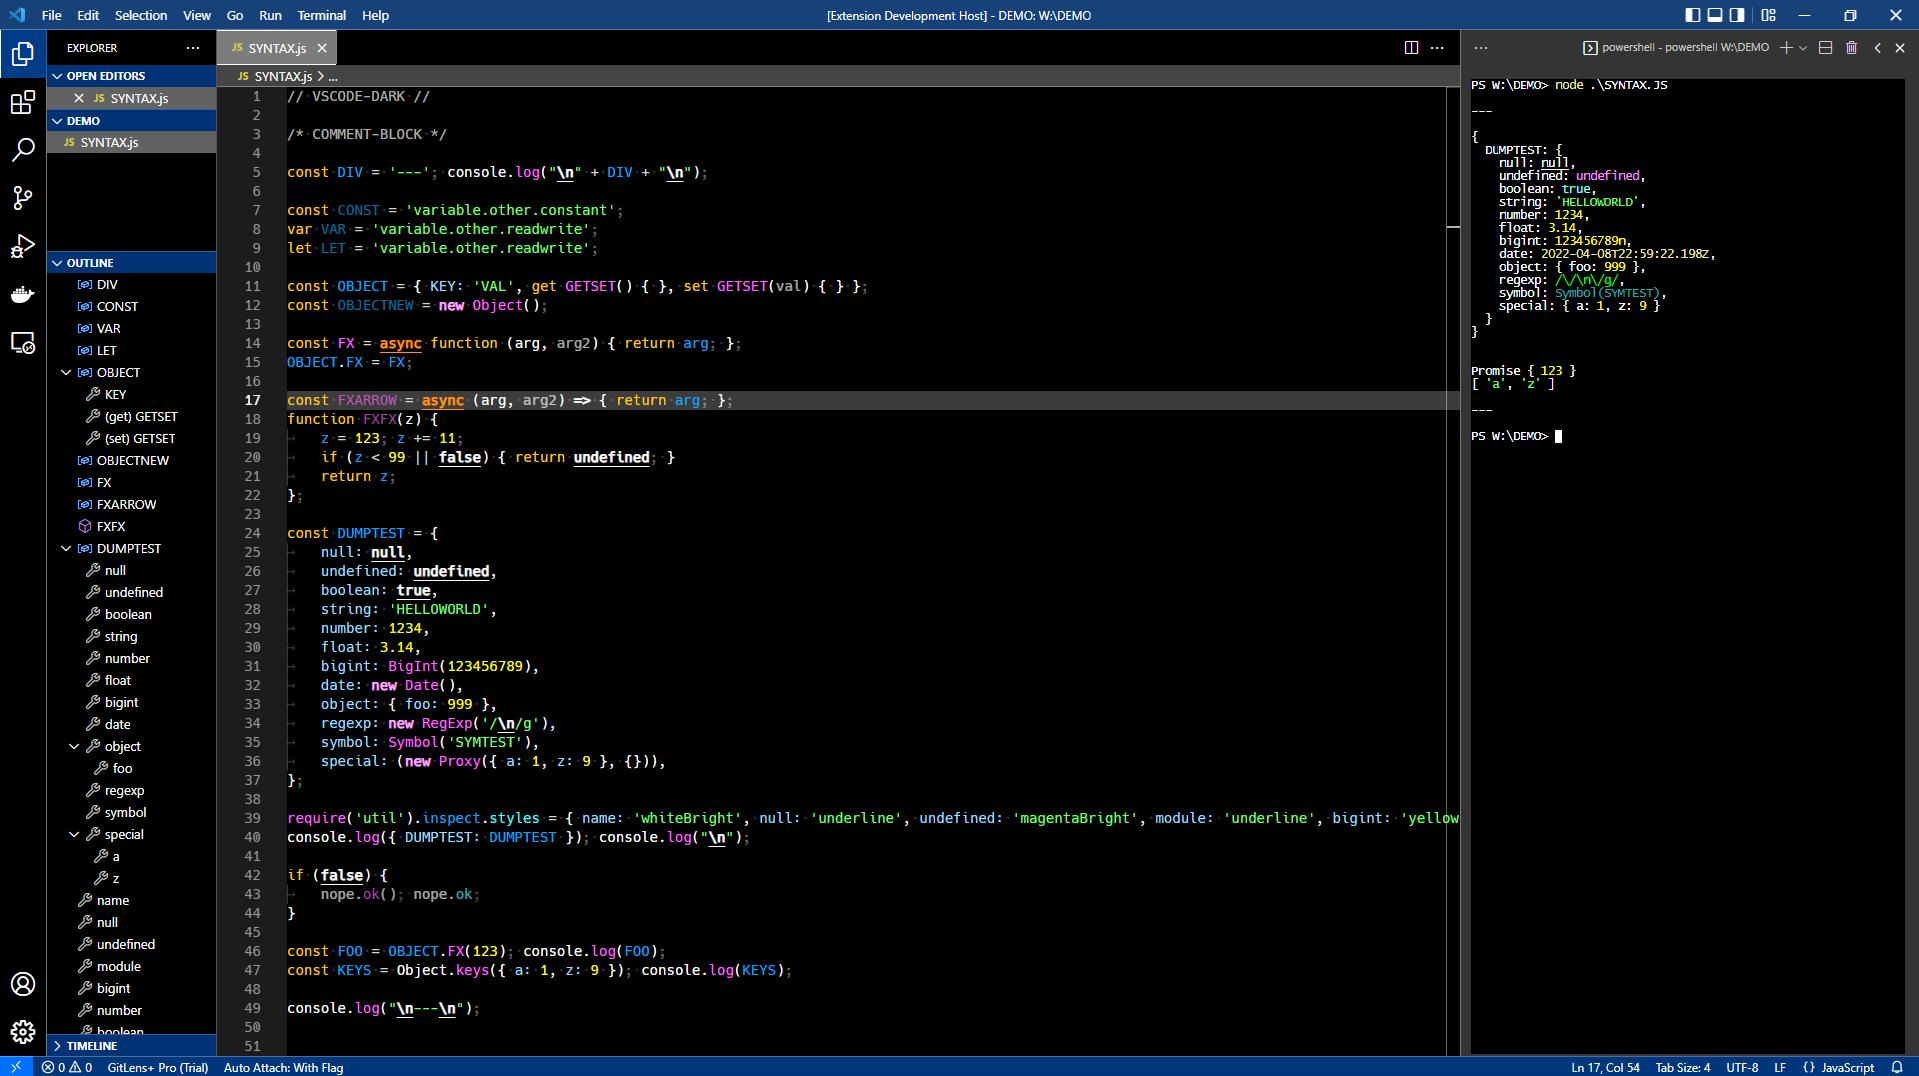 File Edit Selection View Go Run Terminal Help
[Extension Development Host] - DEMO: W:\DEMO
EXPLORER
OPEN EDITORS
JS SYNTAX.js
DEMO
JS SYNTAX.js
OUTLINE
DIV
CONST
VAR
LET
OBJECT
KEY
(get) GETSET
(set) GETSET
OBJECTNEW
FX
FXARROW
FXFX
DUMPTEST
null
undefined
boolean
string
number
float
bigint
date
object
foo
regexp
symbol
special
a
z
name
null
undefined
module
bigint
number
boolean
TIMELINE
JS SYNTAX.js
JS SYNTAX.js > ...
1 // VSCODE-DARK //
2
3 /* COMMENT-BLOCK */
4
5 const DIV = '---'; console.log("\n" + DIV + "\n");
6
7 const CONST = 'variable.other.constant';
8 var VAR = 'variable.other.readwrite';
9 let LET = 'variable.other.readwrite';
10
11 const OBJECT = { KEY: 'VAL', get GETSET() { }, set GETSET(val) { } };
12 const OBJECTNEW = new Object();
13
14 const FX = async function (arg, arg2) { return arg; };
15 OBJECT.FX = FX;
16
17 const FXARROW = async (arg, arg2) => { return arg; };
18 function FXFX(z) {
19 z = 123; z += 11;
20 if (z < 99 || false) { return undefined; }
21 return z;
22 };
23
24 const DUMPTEST = {
25 null: null,
26 undefined: undefined,
27 boolean: true,
28 string: 'HELLOWORLD',
29 number: 1234,
30 float: 3.14,
31 bigint: BigInt(123456789),
32 date: new Date(),
33 object: { foo: 999 },
34 regexp: new RegExp('/\n/g'),
35 symbol: Symbol('SYMTEST'),
36 special: (new Proxy({ a: 1, z: 9 }, {})),
37 };
38
39 require('util').inspect.styles = { name: 'whiteBright', null: 'underline', undefined: 'magentaBright', module: 'underline', bigint: 'yellow
40 console.log({ DUMPTEST: DUMPTEST }); console.log("\n");
41
42 if (false) {
43 nope.ok(); nope.ok;
44 }
45
46 const FOO = OBJECT.FX(123); console.log(FOO);
47 const KEYS = Object.keys({ a: 1, z: 9 }); console.log(KEYS);
48
49 console.log("\n---\n");
50
51
powershell - powershell W:\DEMO
PS W:\DEMO> node .\SYNTAX.JS
---
{
DUMPTEST: {
null: null,
undefined: undefined,
boolean: true,
string: 'HELLOWORLD',
number: 1234,
float: 3.14,
bigint: 123456789n,
date: 2022-04-08T22:59:22.198Z,
object: { foo: 999 },
regexp: /\/\n\/g/,
symbol: Symbol(SYMTEST),
special: { a: 1, z: 9 }
}
}
Promise { 123 }
[ 'a', 'z' ]
---
PS W:\DEMO>
0 0 GitLens+ Pro (Trial) Auto Attach: With Flag
Ln 17, Col 54 Tab Size: 4 UTF-8 LF {} JavaScript